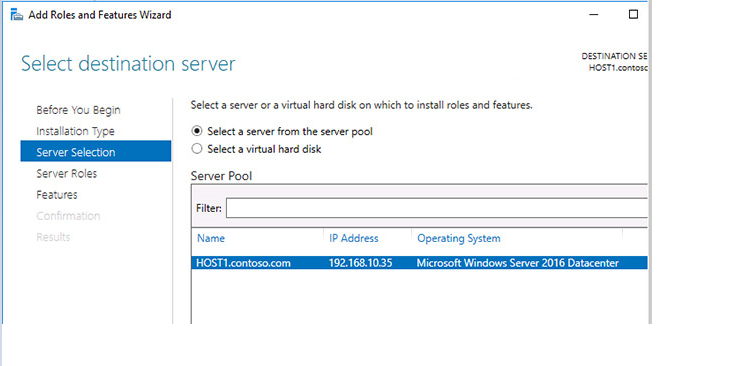 Add Roles and Features Wizard
Select destination server
DESTINATION SE
HOST1.contosc
Before You Begin
Installation Type
Server Selection
Server Roles
Features
Confirmation
Results
Select a server or a virtual hard disk on which to install roles and features.
Select a server from the server pool
Select a virtual hard disk
Server Pool
Filter:
Name IP Address Operating System
HOST1.contoso.com 192.168.10.35 Microsoft Windows Server 2016 Datacenter